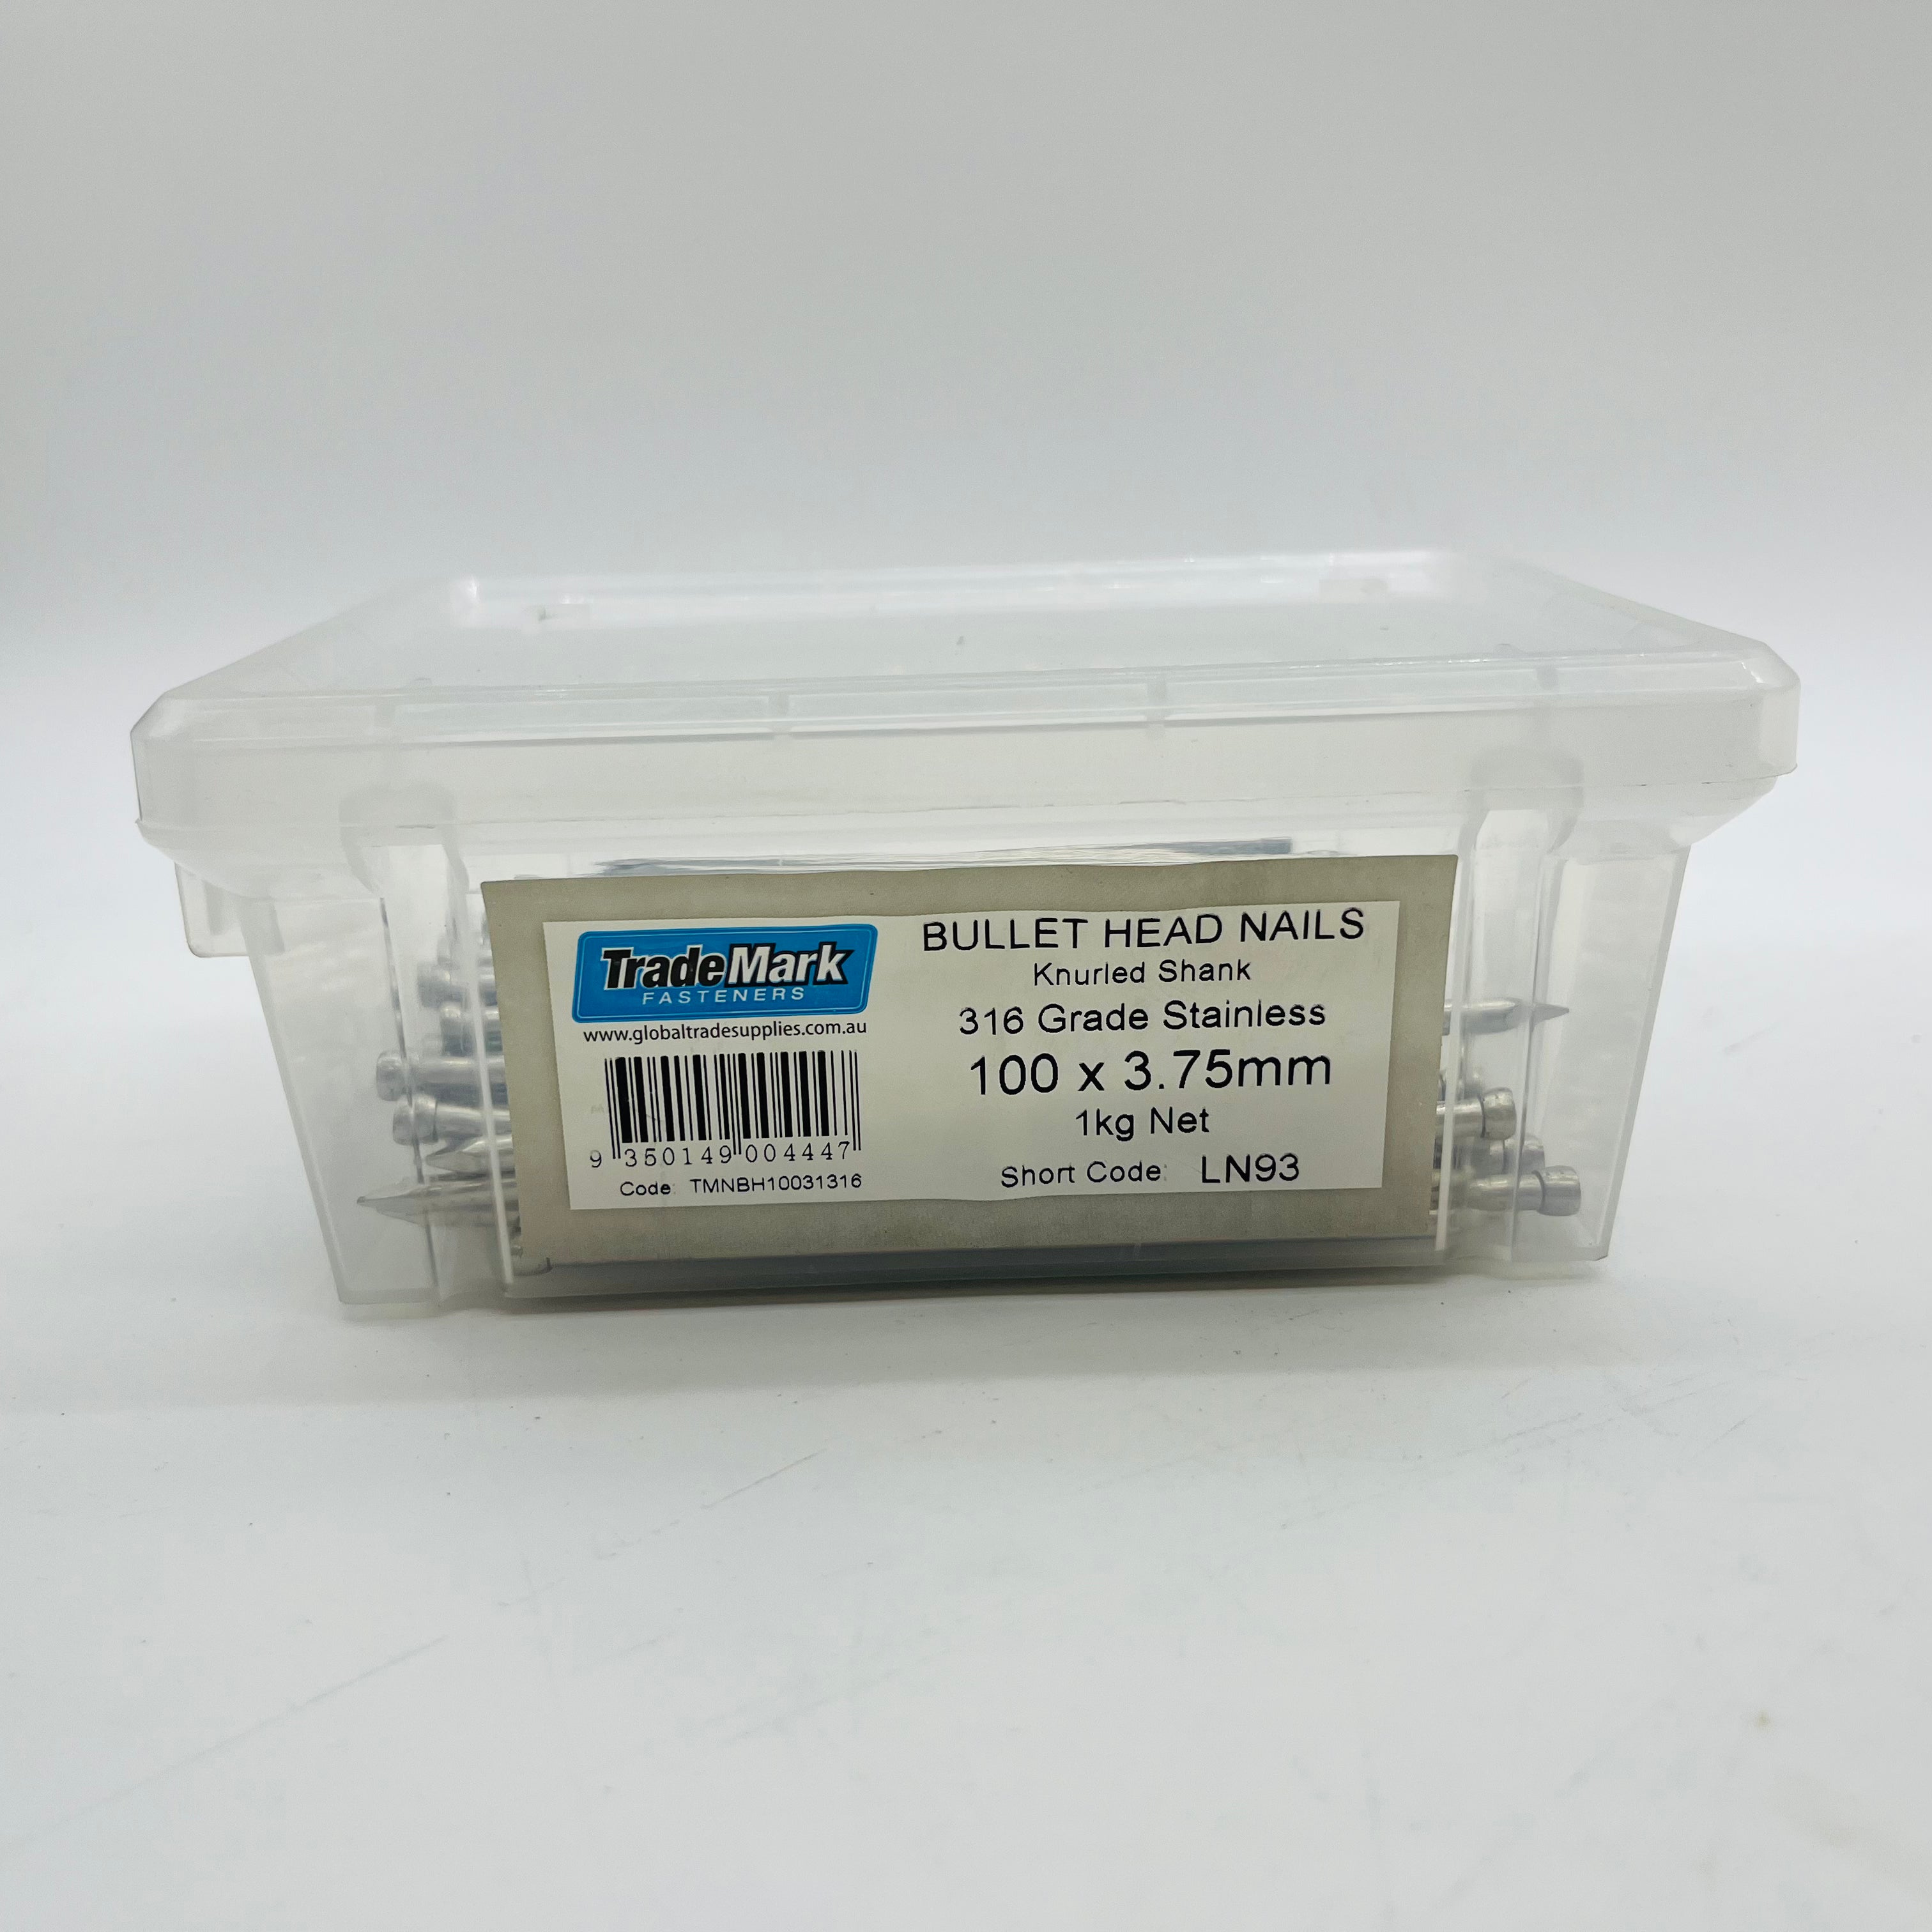 TradeMark
FASTENERS
www.globaltradesupplies.com.au
9 350149 004447
Code: TMNBH10031316
BULLET HEAD NAILS
Knurled Shank
316 Grade Stainless
100 x 3.75mm
1kg Net
Short Code: LN93